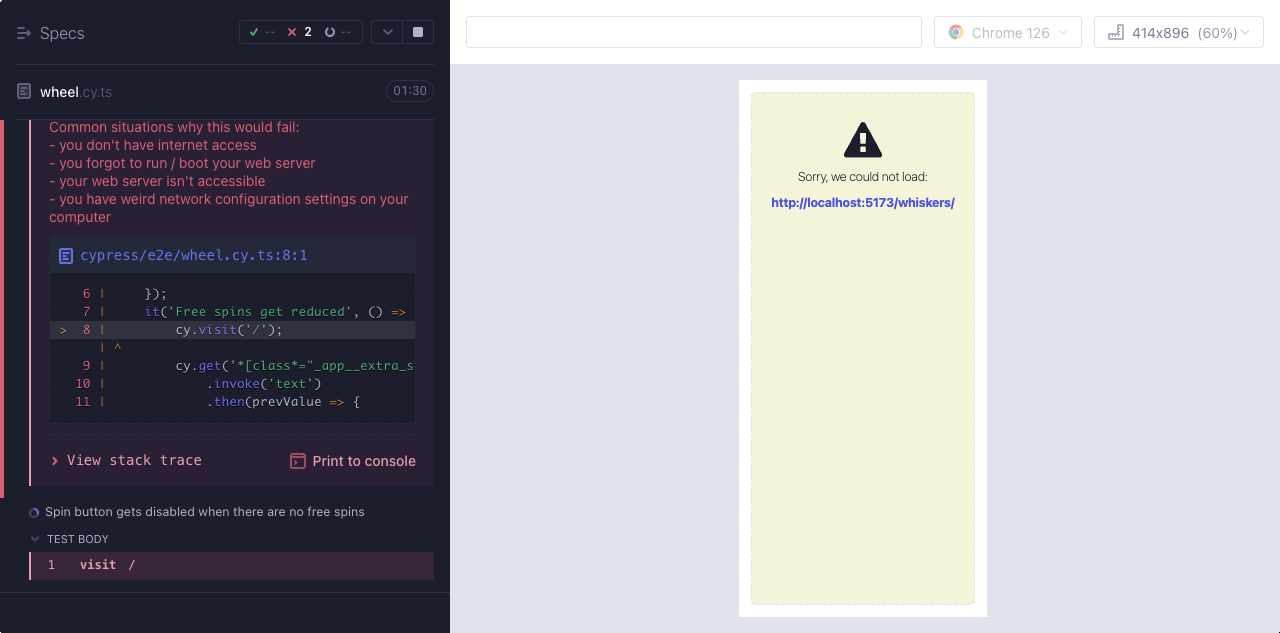 Specs
-- 2 --
wheel.cy.ts
01:30
Common situations why this would fail:
- you don't have internet access
- you forgot to run / boot your web server
- your web server isn't accessible
- you have weird network configuration settings on your
computer
cypress/e2e/wheel.cy.ts:8:1
6 | });
7 | it('Free spins get reduced', () =>
> 8 | cy.visit('/');
| ^
9 | cy.get('*[class*="_app__extra_s
10 | .invoke('text')
11 | .then(prevValue => {
View stack trace
Print to console
Spin button gets disabled when there are no free spins
TEST BODY
1 visit /
Chrome 126
414x896 (60%)
Sorry, we could not load:
http://localhost:5173/whiskers/